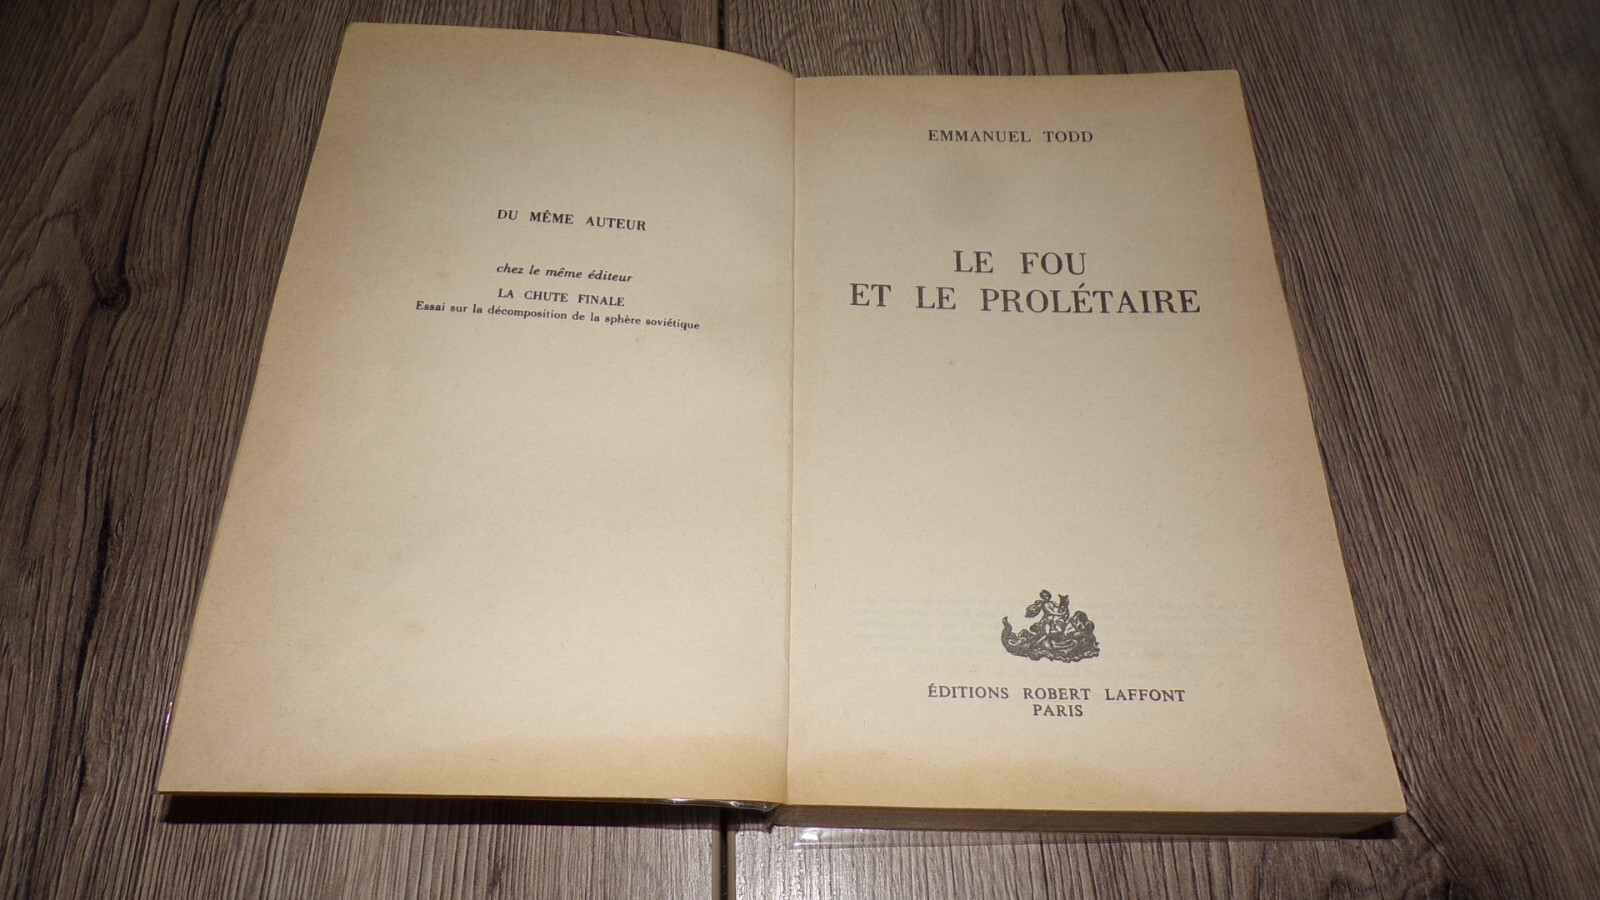 DU MÊME AUTEUR
chez le même éditeur
LA CHUTE FINALE
Essai sur la décomposition de la sphère soviétique
EMMANUEL TODD
LE FOU
ET LE PROLÉTAIRE
ÉDITIONS ROBERT LAFFONT
PARIS